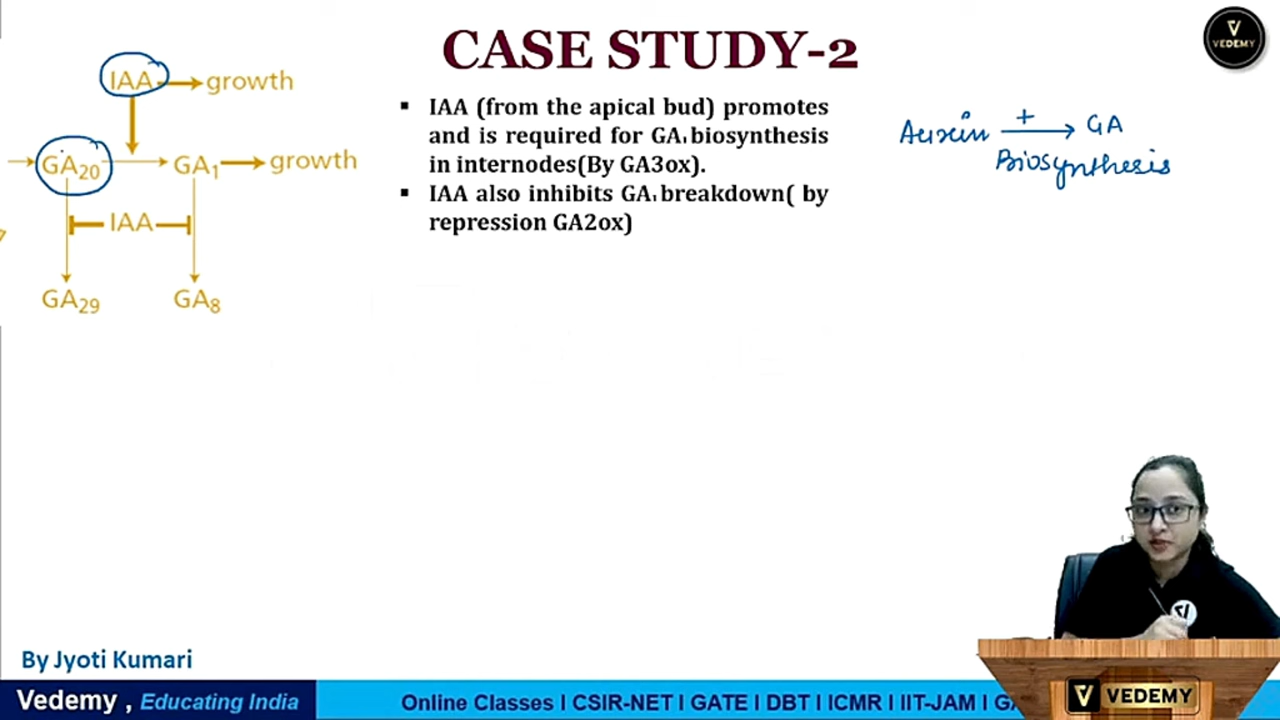 CASE STUDY-2
VEDEMY
IAA growth
GA20 GA1 growth
IAA
GA29 GA8
▪ IAA (from the apical bud) promotes
and is required for GA₁ biosynthesis
in internodes(By GA3ox).
▪ IAA also inhibits GA₁ breakdown( by
repression GA2ox)
Auxin + GA
Biosynthesis
By Jyoti Kumari
Vedemy , Educating India
Online Classes I CSIR-NET I GATE I DBT I ICMR I IIT-JAM I
VEDEMY